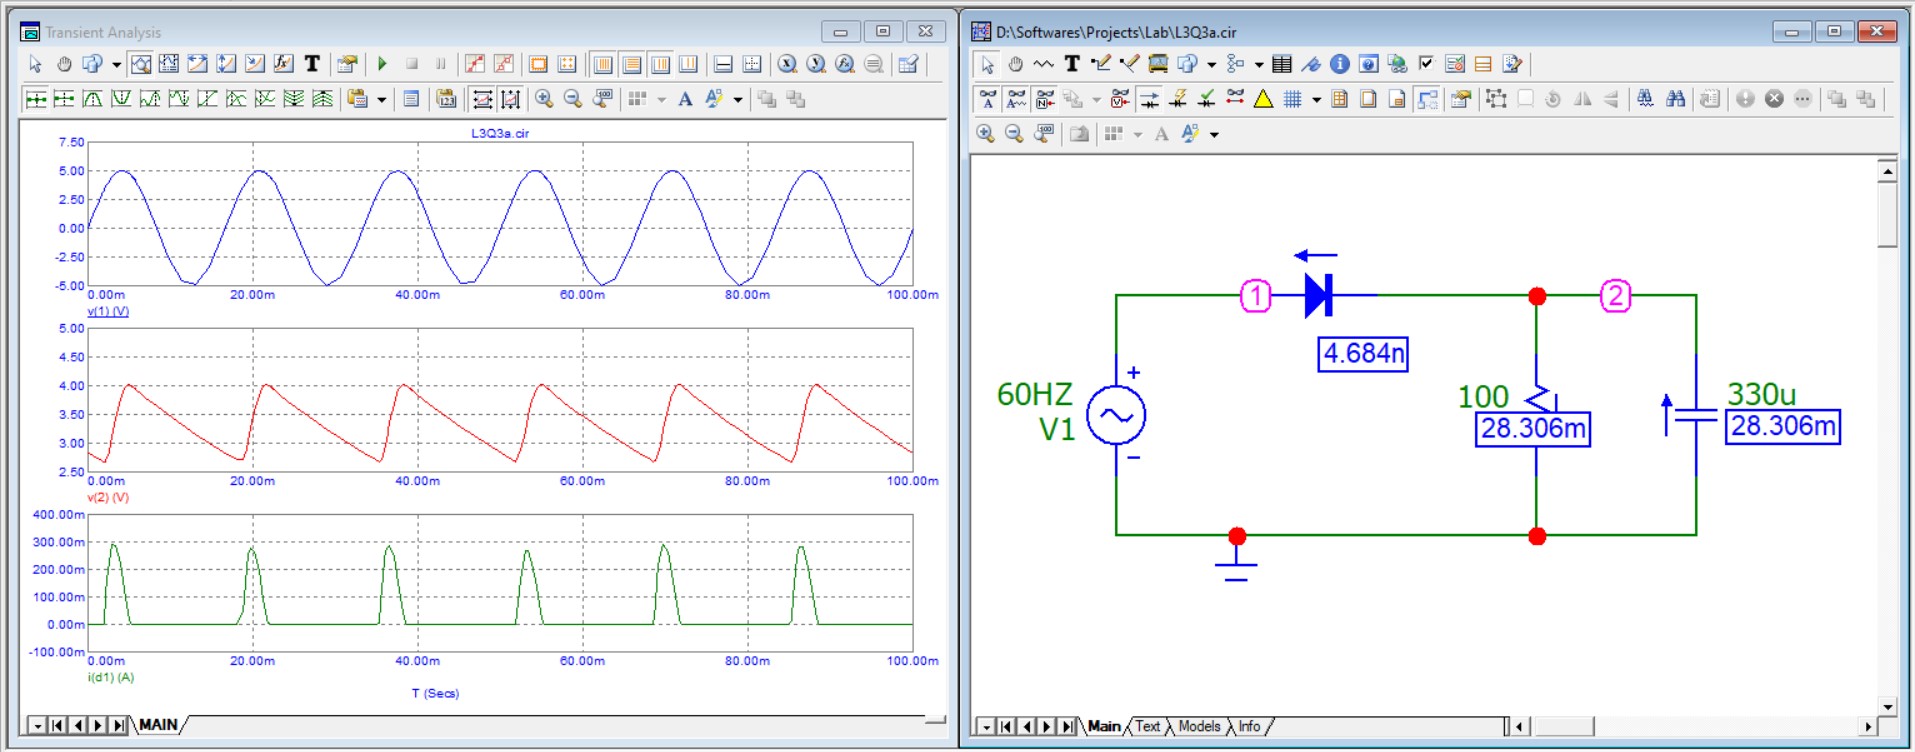 Transient Analysis
L3Q3a.cir
7.50
5.00
2.50
0.00
-2.50
-5.00
0.00m 20.00m 40.00m 60.00m 80.00m 100.00m
v(1) (V)
5.00
4.50
4.00
3.50
3.00
2.50
0.00m 20.00m 40.00m 60.00m 80.00m 100.00m
v(2) (V)
400.00m
300.00m
200.00m
100.00m
0.00m
-100.00m
0.00m 20.00m 40.00m 60.00m 80.00m 100.00m
i(d1) (A)
T (Secs)
MAIN
D:\Softwares\Projects\Lab\L3Q3a.cir
1
2
4.684n
60HZ
V1
+
−
100
28.306m
330u
28.306m
Main Text Models Info